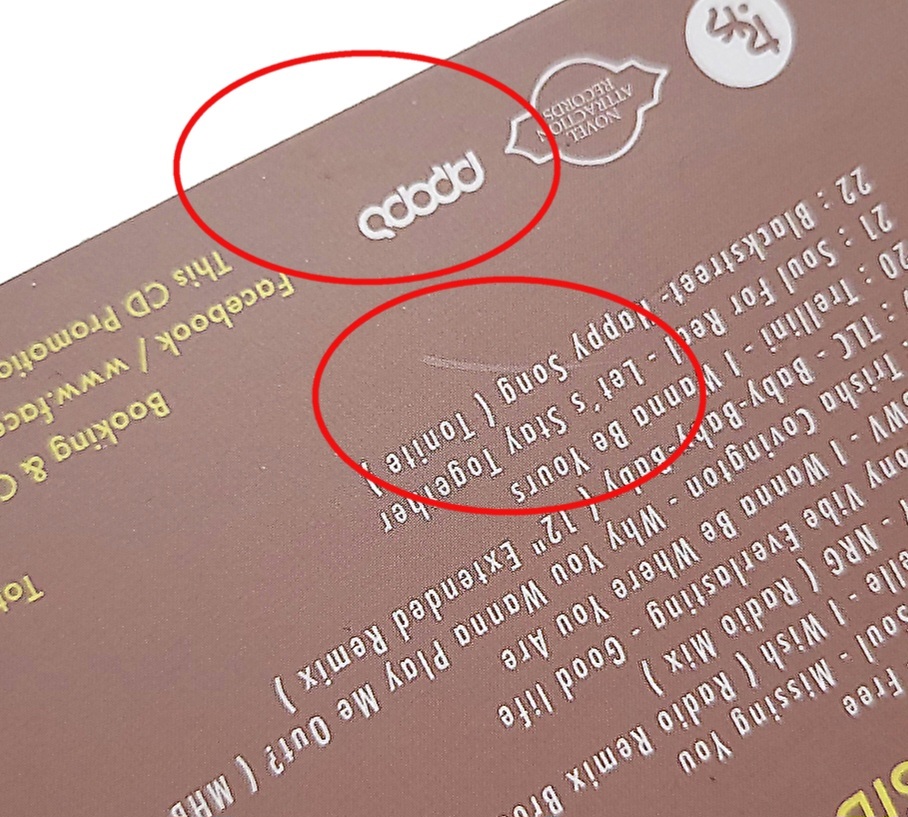 Free
Soul - Missing You
elle - I Wish ( Radio Remix Bro
- NRG ( Radio Mix )
ony Vibe Everlasting - Good life
SWV - I Wanna Be Where You Are
: Trisha Covington - Why You Wanna Play Me Out? ( MHB
: TLC - Baby-Baby-Baby ( 12" Extended Remix )
20 : Trellini - I Wanna Be Yours
21 : Soul For Real - Let's Stay Together
22 : Blackstreet- Happy Song ( Tonite )
Tot
Booking & C
Facebook / www.face
This CD Promotio
NOVEL
ATTRACTION
RECORDS